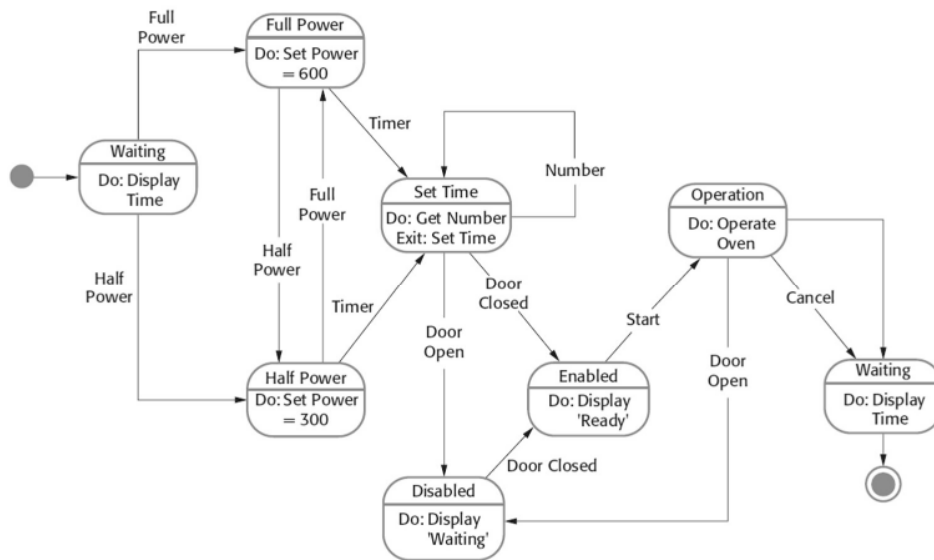 Full
Power
Full Power
Do: Set Power
= 600
Timer
Waiting
Do: Display
Time
Full
Power
Half
Power
Half
Power
Timer
Half Power
Do: Set Power
= 300
Set Time
Do: Get Number
Exit: Set Time
Number
Door
Closed
Door
Open
Enabled
Do: Display
'Ready'
Door Closed
Disabled
Do: Display
'Waiting'
Start
Operation
Do: Operate
Oven
Cancel
Door
Open
Waiting
Do: Display
Time